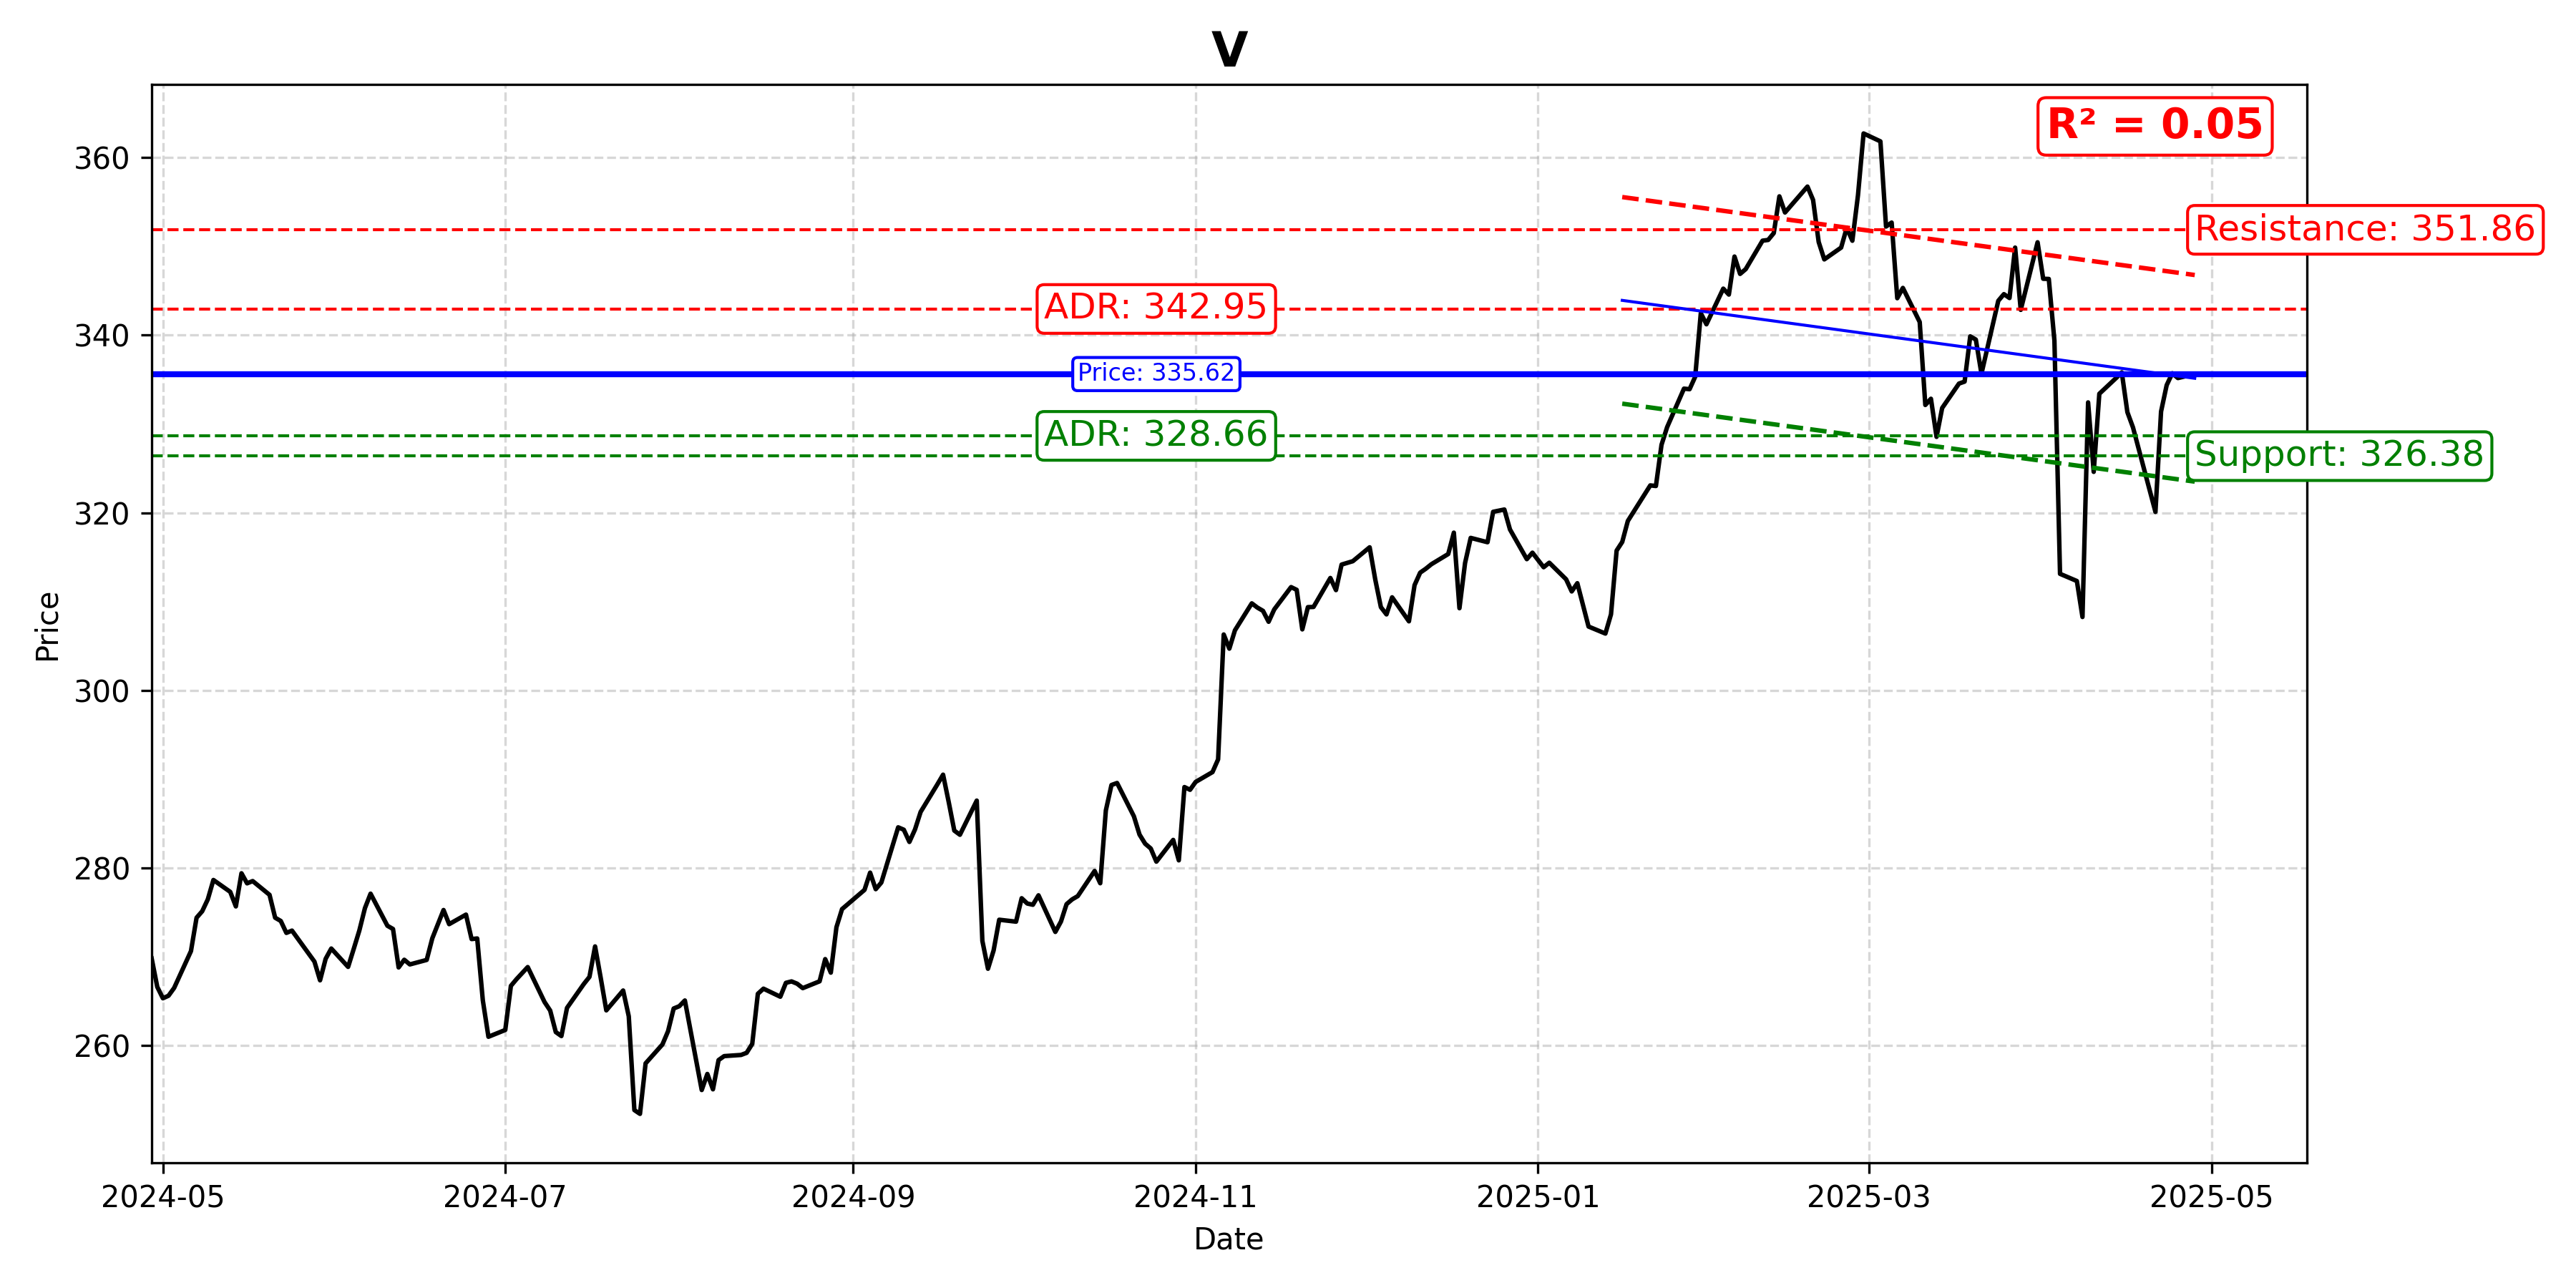 V
R² = 0.05
360
340
320
300
280
260
Price
Resistance: 351.86
ADR: 342.95
Price: 335.62
ADR: 328.66
Support: 326.38
2024-05
2024-07
2024-09
2024-11
2025-01
2025-03
2025-05
Date